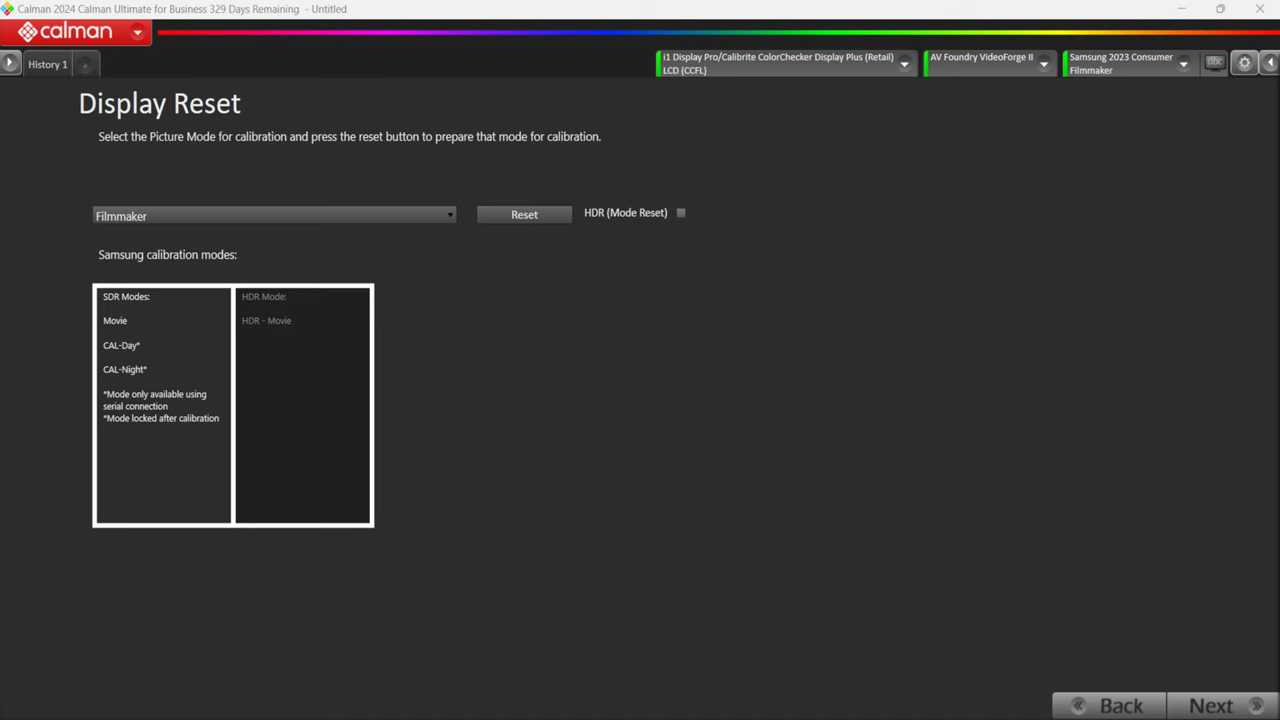 Calman 2024 Calman Ultimate for Business 329 Days Remaining - Untitled
calman
History 1
i1 Display Pro/Calibrite ColorChecker Display Plus (Retail)
LCD (CCFL)
AV Foundry VideoForge II
Samsung 2023 Consumer
Filmmaker
DDC
Display Reset
Select the Picture Mode for calibration and press the reset button to prepare that mode for calibration.
Filmmaker
Reset
HDR (Mode Reset)
Samsung calibration modes:
SDR Modes:
Movie
CAL-Day*
CAL-Night*
*Mode only available using
serial connection
*Mode locked after calibration
HDR Mode:
HDR - Movie
Back
Next